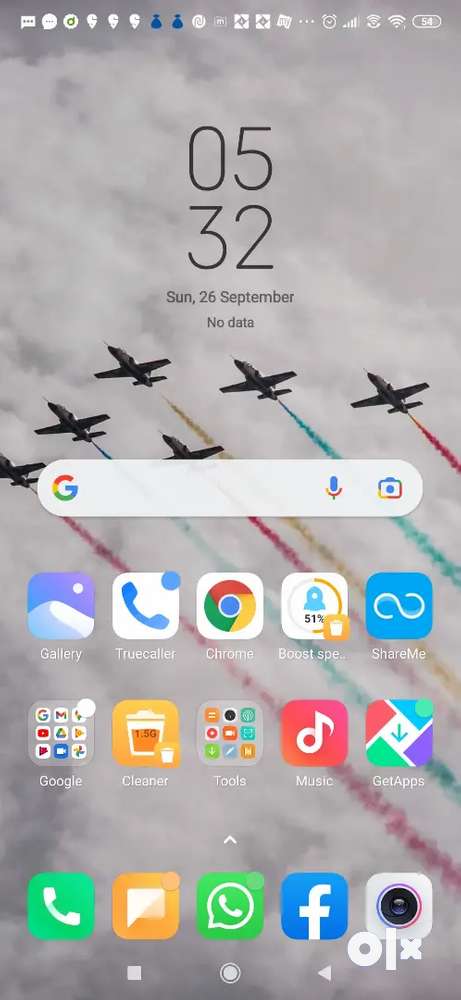 54
05
32
Sun, 26 September
No data
G
51%
Gallery
Truecaller
Chrome
Boost spe..
ShareMe
1.5G
Google
Cleaner
Tools
Music
GetApps
olx